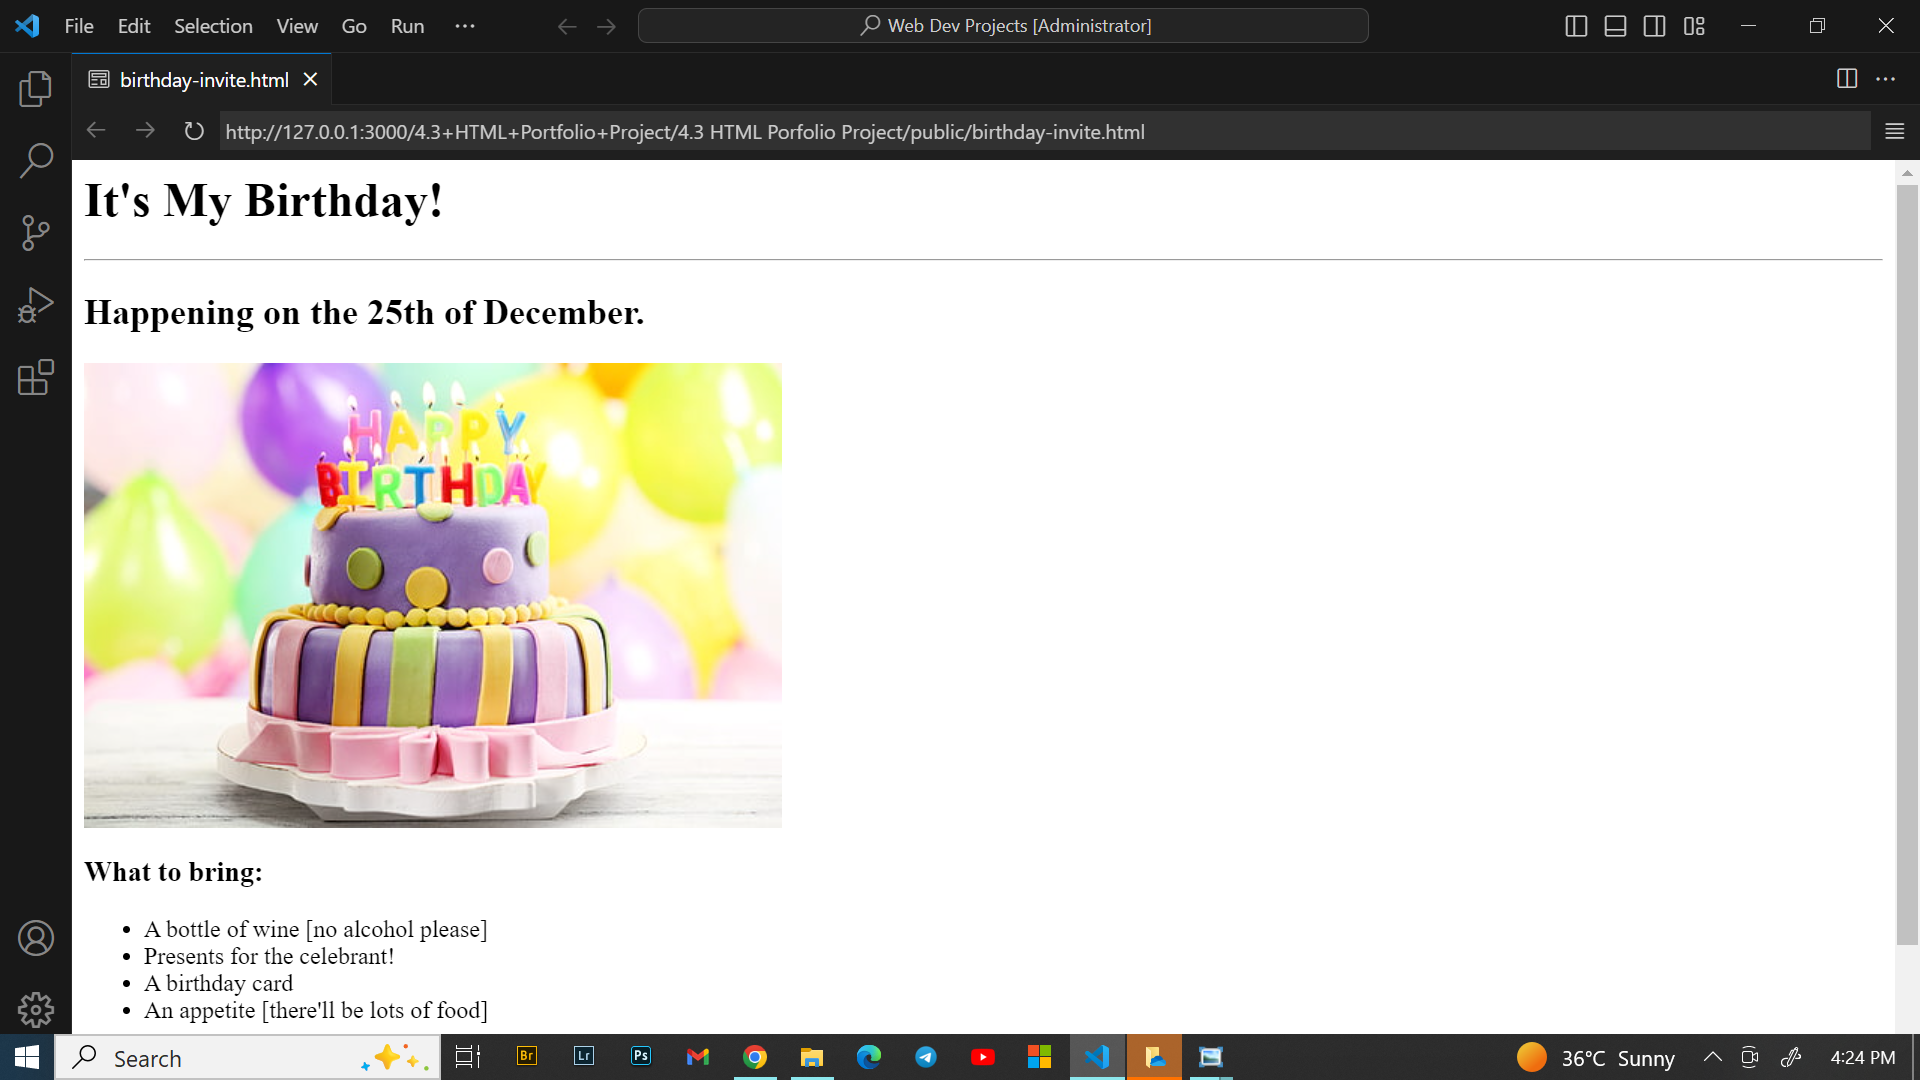 File Edit Selection View Go Run ...
Web Dev Projects [Administrator]
birthday-invite.html
http://127.0.0.1:3000/4.3+HTML+Portfolio+Project/4.3 HTML Porfolio Project/public/birthday-invite.html
It's My Birthday!
Happening on the 25th of December.
HAPPY
BIRTHDAY
What to bring:
• A bottle of wine [no alcohol please]
• Presents for the celebrant!
• A birthday card
• An appetite [there'll be lots of food]
Search Br Lr Ps 36°C Sunny 4:24 PM